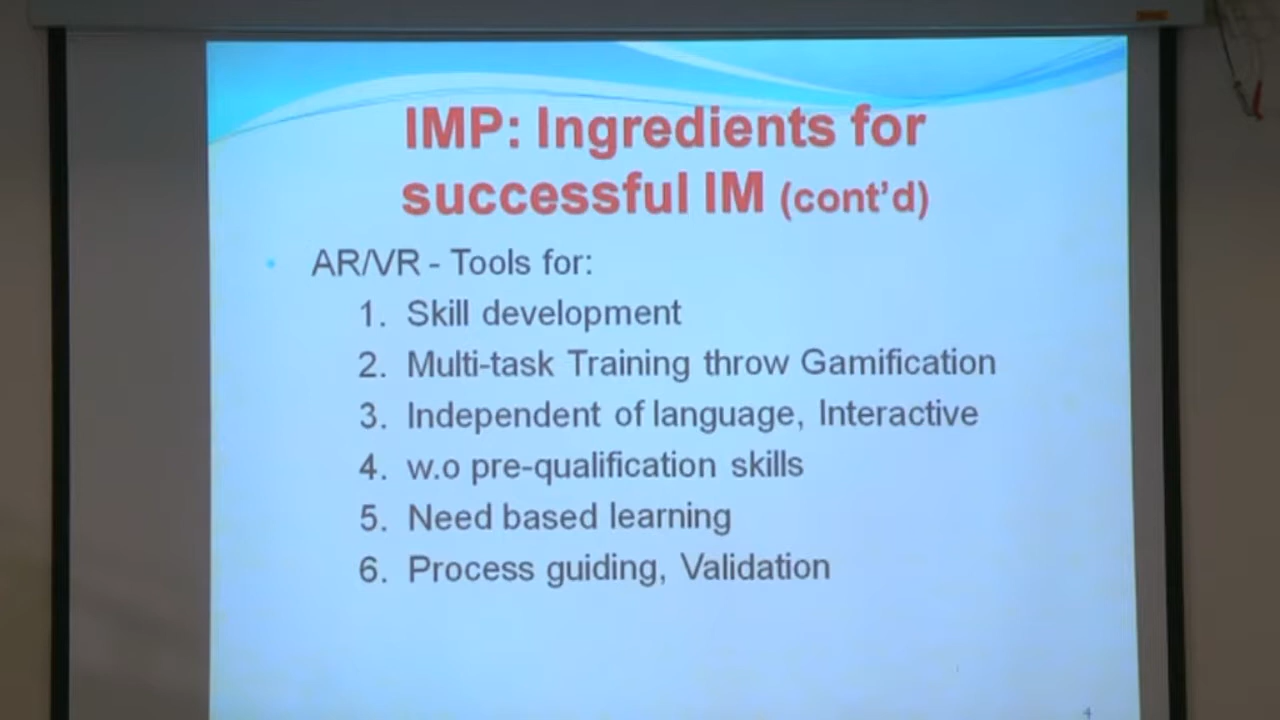 IMP: Ingredients for
successful IM (cont'd)
• AR/VR - Tools for:
1. Skill development
2. Multi-task Training throw Gamification
3. Independent of language, Interactive
4. w.o pre-qualification skills
5. Need based learning
6. Process guiding, Validation
4